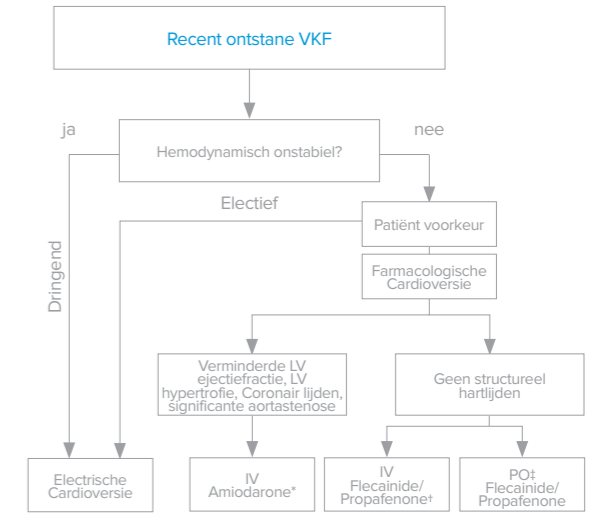 Recent ontstane VKF
ja
nee
Hemodynamisch onstabiel?
Electief
Patiënt voorkeur
Dringend
Farmacologische
Cardioversie
Verminderde LV
ejectiefractie, LV
hypertrofie, Coronair lijden,
significante aortastenose
Geen structureel
hartlijden
Electrische
Cardioversie
IV
Amiodarone*
IV
Flecainide/
Propafenone†
PO‡
Flecainide/
Propafenone